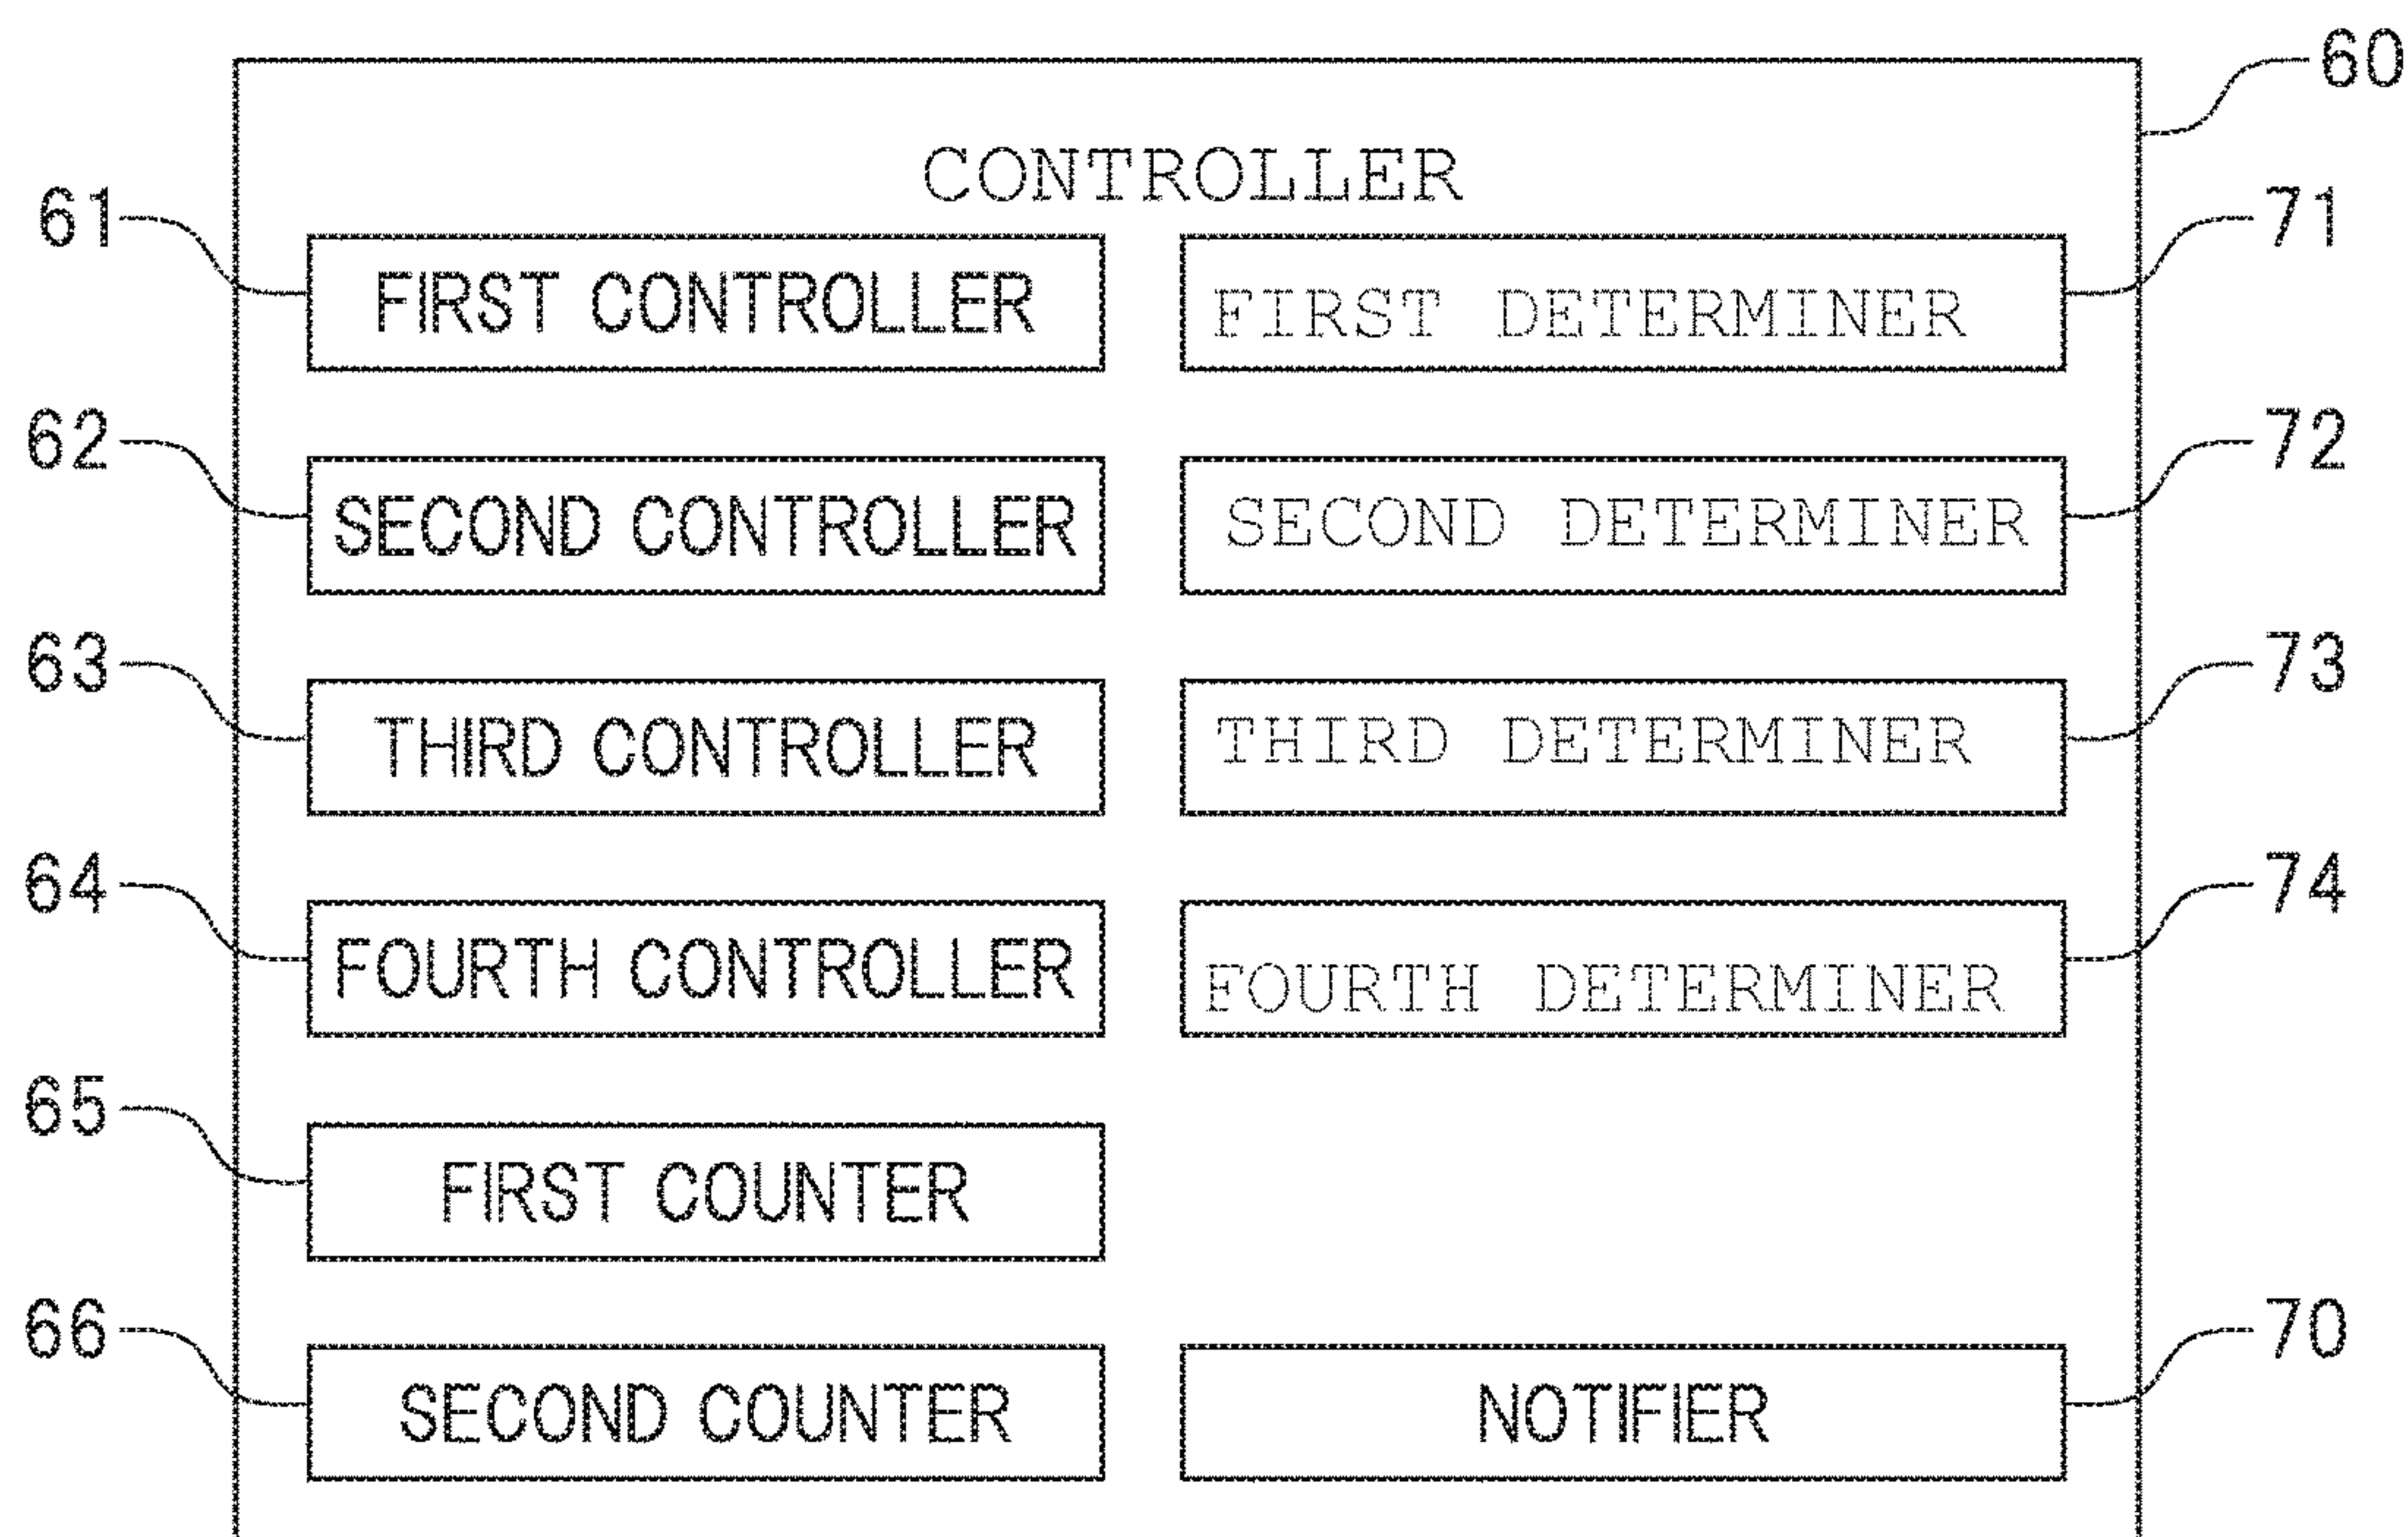 60
CONTROLLER
61 FIRST CONTROLLER FIRST DETERMINER 71
62 SECOND CONTROLLER SECOND DETERMINER 72
63 THIRD CONTROLLER THIRD DETERMINER 73
64 FOURTH CONTROLLER FOURTH DETERMINER 74
65 FIRST COUNTER
66 SECOND COUNTER NOTIFIER 70